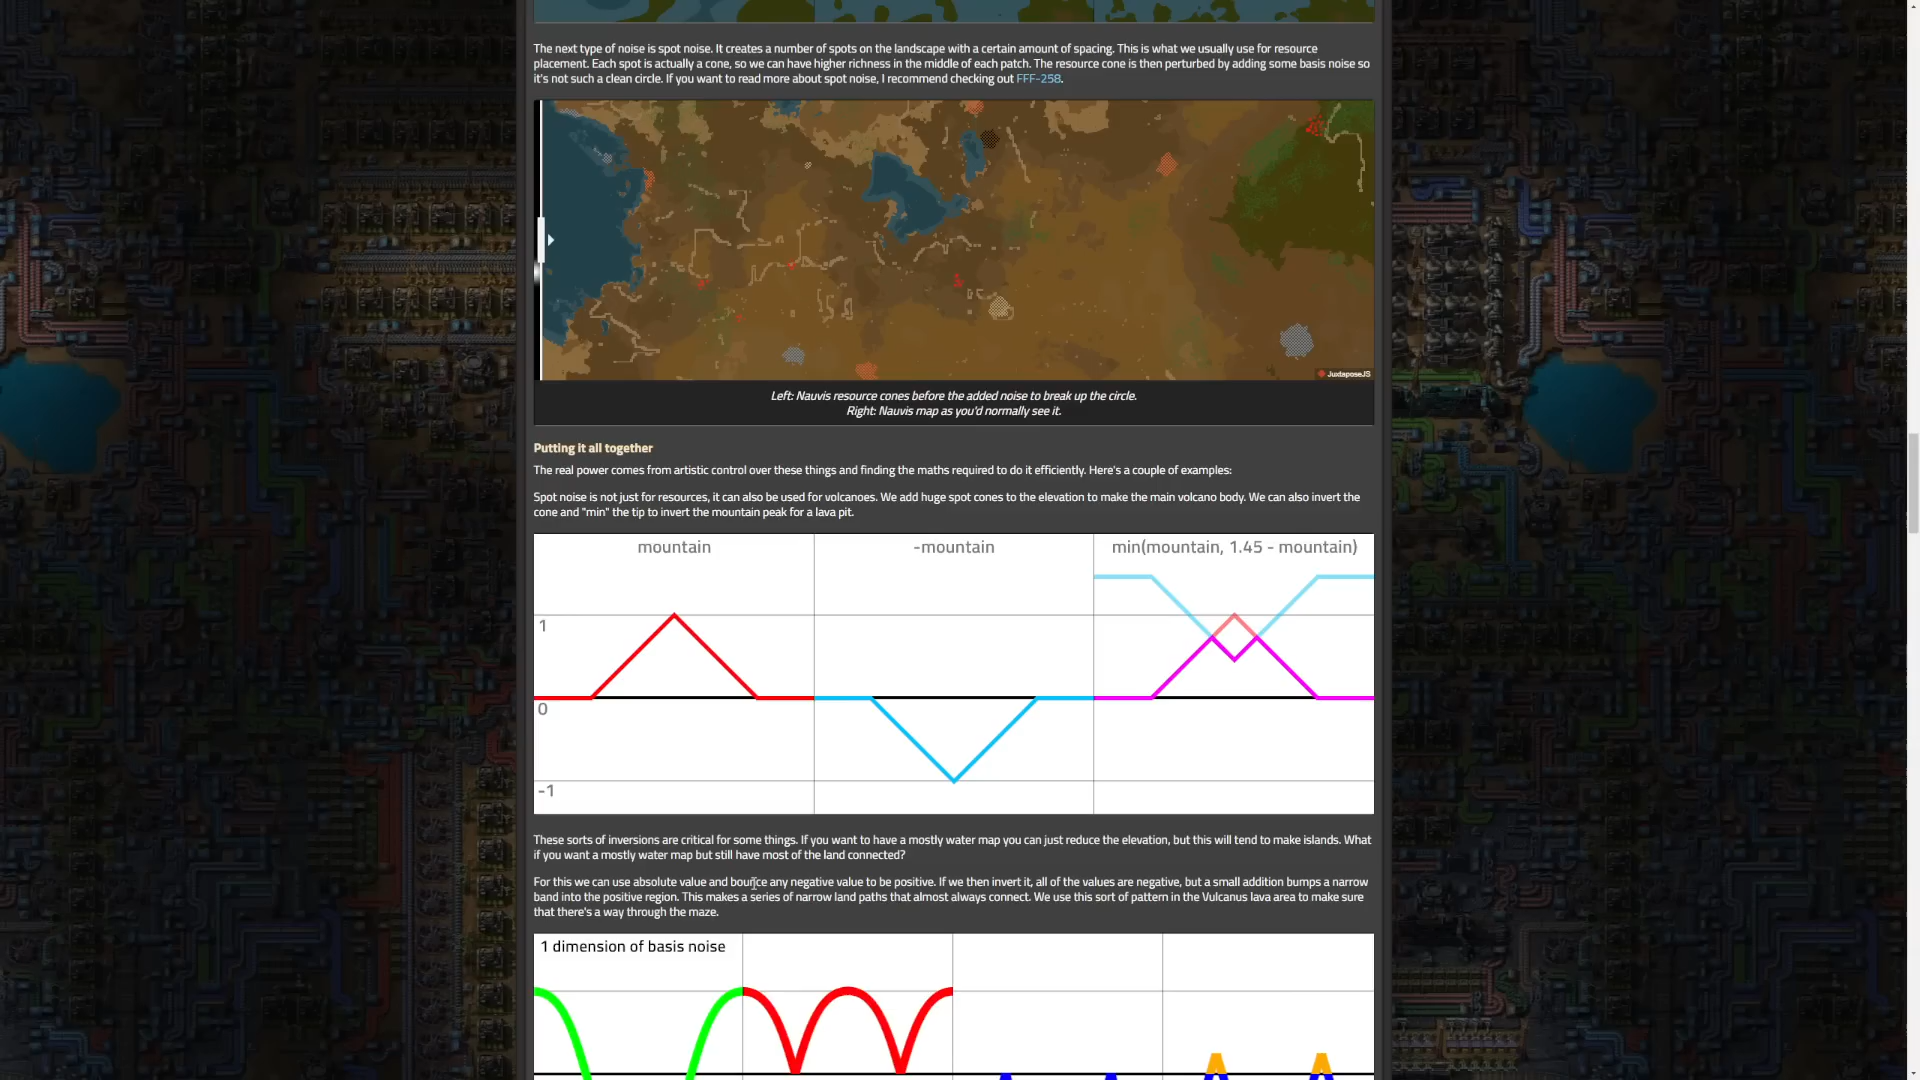 The next type of noise is spot noise. It creates a number of spots on the landscape with a certain amount of spacing. This is what we usually use for resource
placement. Each spot is actually a cone, so we can have higher richness in the middle of each patch. The resource cone is then perturbed by adding some basis noise so
it's not such a clean circle. If you want to read more about spot noise, I recommend checking out FFF-258.
JuxtaposeJS
Left: Nauvis resource cones before the added noise to break up the circle.
Right: Nauvis map as you'd normally see it.
Putting it all together
The real power comes from artistic control over these things and finding the maths required to do it efficiently. Here's a couple of examples:
Spot noise is not just for resources, it can also be used for volcanoes. We add huge spot cones to the elevation to make the main volcano body. We can also invert the
cone and "min" the tip to invert the mountain peak for a lava pit.
mountain
-mountain
min(mountain, 1.45 - mountain)
1
0
-1
These sorts of inversions are critical for some things. If you want to have a mostly water map you can just reduce the elevation, but this will tend to make islands. What
if you want a mostly water map but still have most of the land connected?
For this we can use absolute value and bounce any negative value to be positive. If we then invert it, all of the values are negative, but a small addition bumps a narrow
band into the positive region. This makes a series of narrow land paths that almost always connect. We use this sort of pattern in the Vulcanus lava area to make sure
that there's a way through the maze.
1 dimension of basis noise